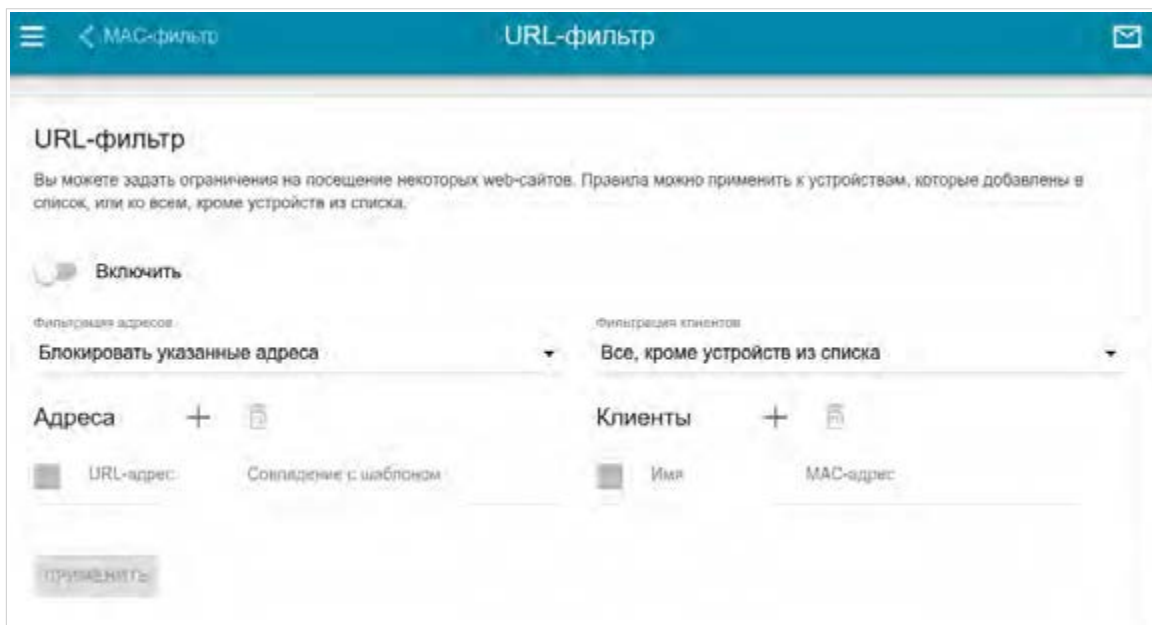 МАС-фильтр
URL-фильтр
URL-фильтр
Вы можете задать ограничения на посещение некоторых web-сайтов. Правила можно применить к устройствам, которые добавлены в
список, или ко всем, кроме устройств из списка.
Включить
Фильтрация адресов
Фильтрация клиентов
Блокировать указанные адреса
Все, кроме устройств из списка
Адреса
Клиенты
URL-адрес
Совпадение с шаблоном
Имя
MAC-адрес
ПРИМЕНИТЬ